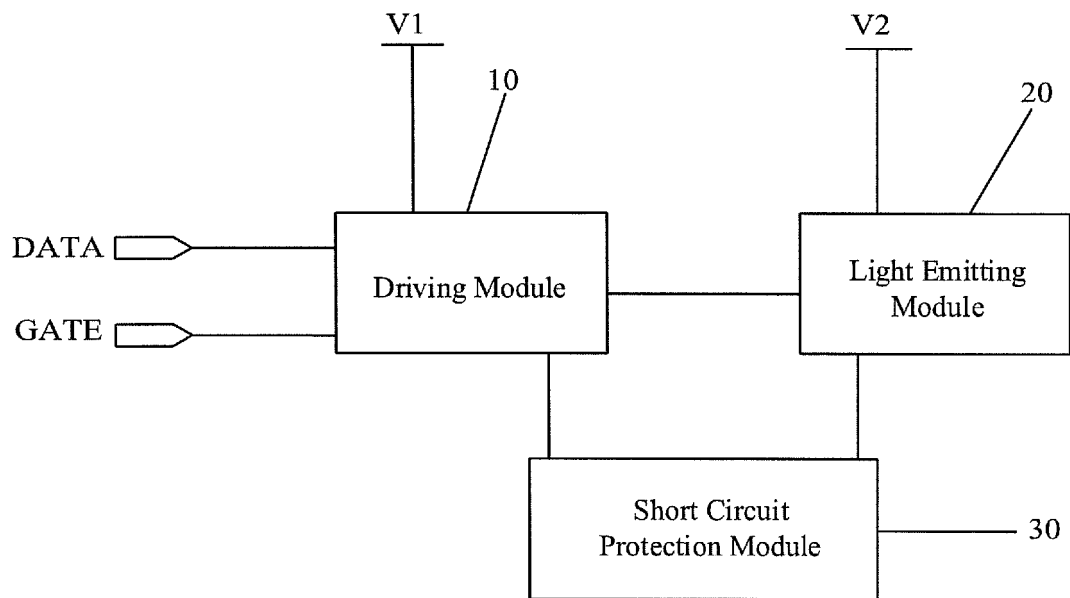 V1
V2
10
20
DATA
GATE
Driving Module
Light Emitting
Module
Short Circuit
Protection Module
30